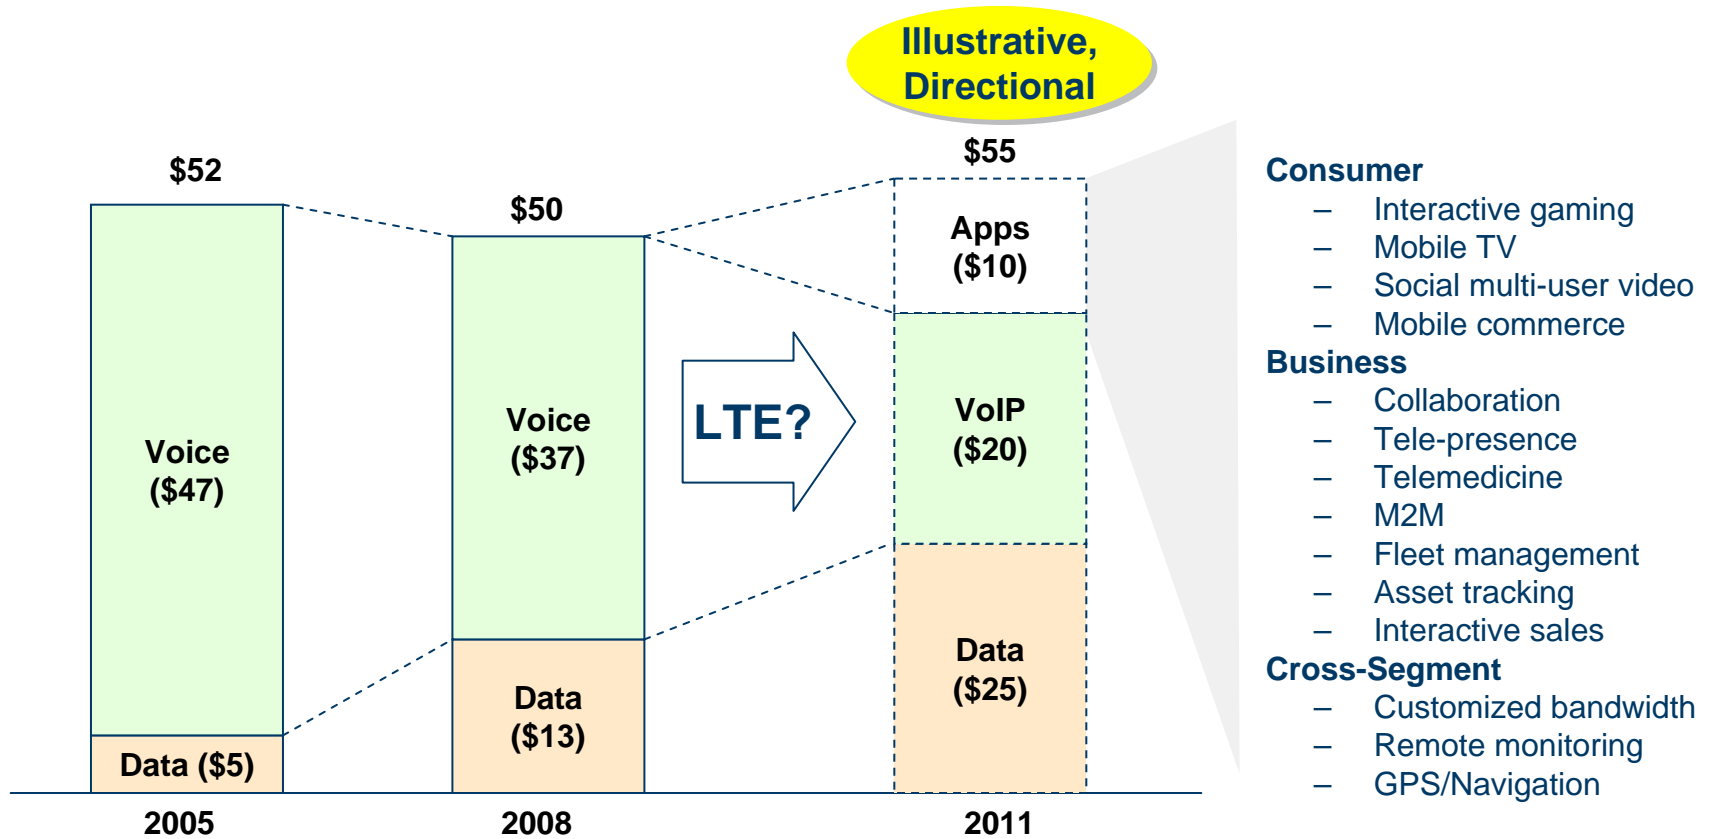 Illustrative,
Directional
$52
$50
$55
Voice
($47)
Data ($5)
Voice
($37)
Data
($13)
LTE?
Apps
($10)
VoIP
($20)
Data
($25)
2005
2008
2011
Consumer
– Interactive gaming
– Mobile TV
– Social multi-user video
– Mobile commerce
Business
– Collaboration
– Tele-presence
– Telemedicine
– M2M
– Fleet management
– Asset tracking
– Interactive sales
Cross-Segment
– Customized bandwidth
– Remote monitoring
– GPS/Navigation